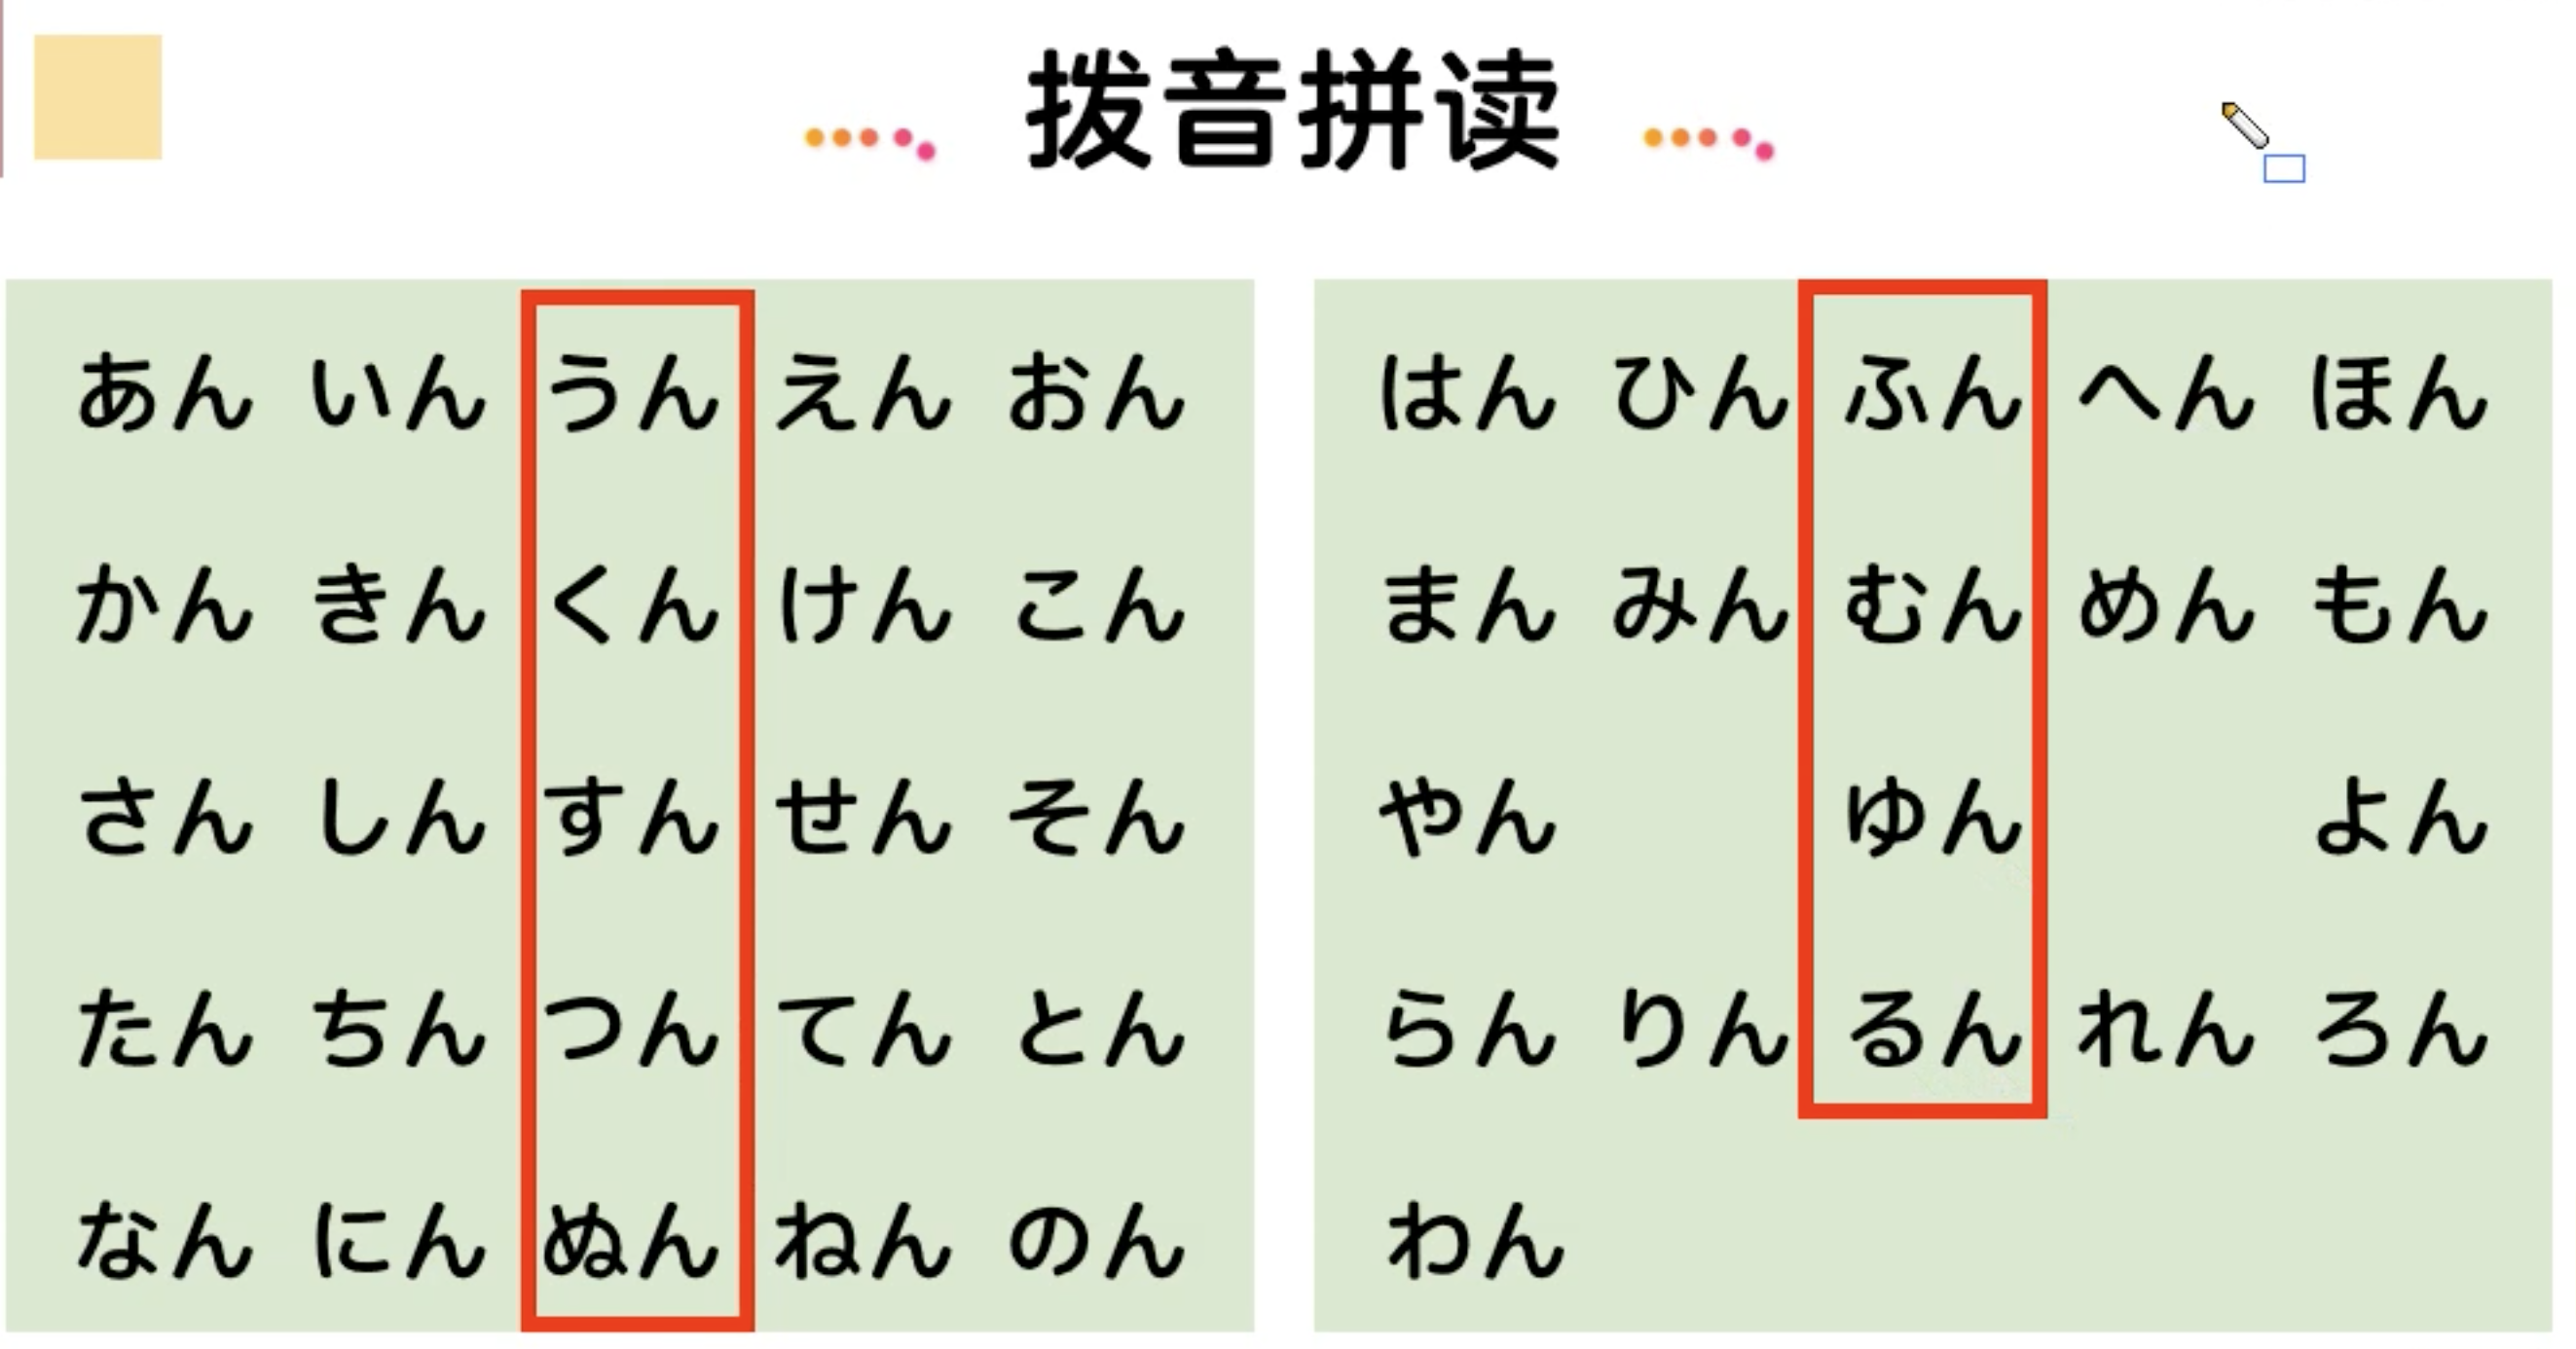 拨音拼读
あん いん うん えん おん
かん きん くん けん こん
さん しん すん せん そん
たん ちん つん てん とん
なん にん ぬん ねん のん
はん ひん ふん へん ほん
まん みん むん めん もん
やん ゆん よん
らん りん るん れん ろん
わん